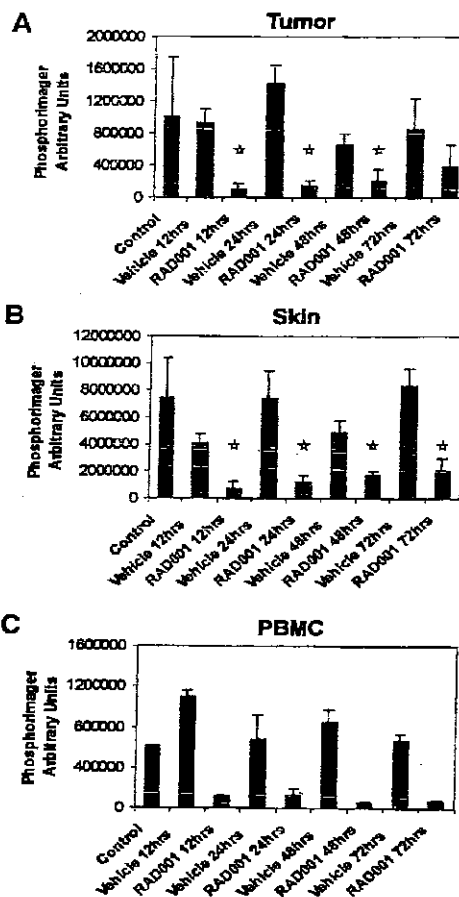 A
Tumor
Phosphorimager
Arbitrary Units
2000000
1600000
1200000
800000
400000
0
Control
Vehicle 12hrs
RAD001 12hrs
Vehicle 24hrs
RAD001 24hrs
Vehicle 48hrs
RAD001 48hrs
Vehicle 72hrs
RAD001 72hrs
B
Skin
Phosphorimager
Arbitrary Units
12000000
10000000
8000000
6000000
4000000
2000000
0
Control
Vehicle 12hrs
RAD001 12hrs
Vehicle 24hrs
RAD001 24hrs
Vehicle 48hrs
RAD001 48hrs
Vehicle 72hrs
RAD001 72hrs
C
PBMC
Phosphorimager
Arbitrary Units
1600000
1200000
800000
400000
0
Control
Vehicle 12hrs
RAD001 12hrs
Vehicle 24hrs
RAD001 24hrs
Vehicle 48hrs
RAD001 48hrs
Vehicle 72hrs
RAD001 72hrs